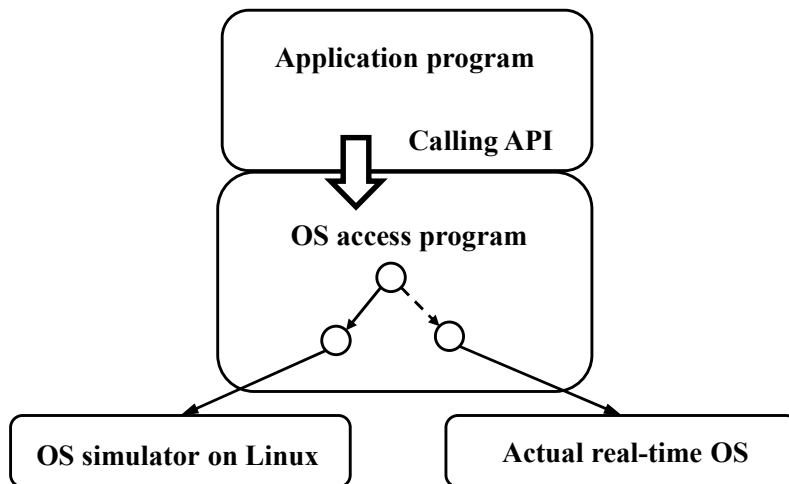 Application program
Calling API
OS access program
OS simulator on Linux
Actual real-time OS